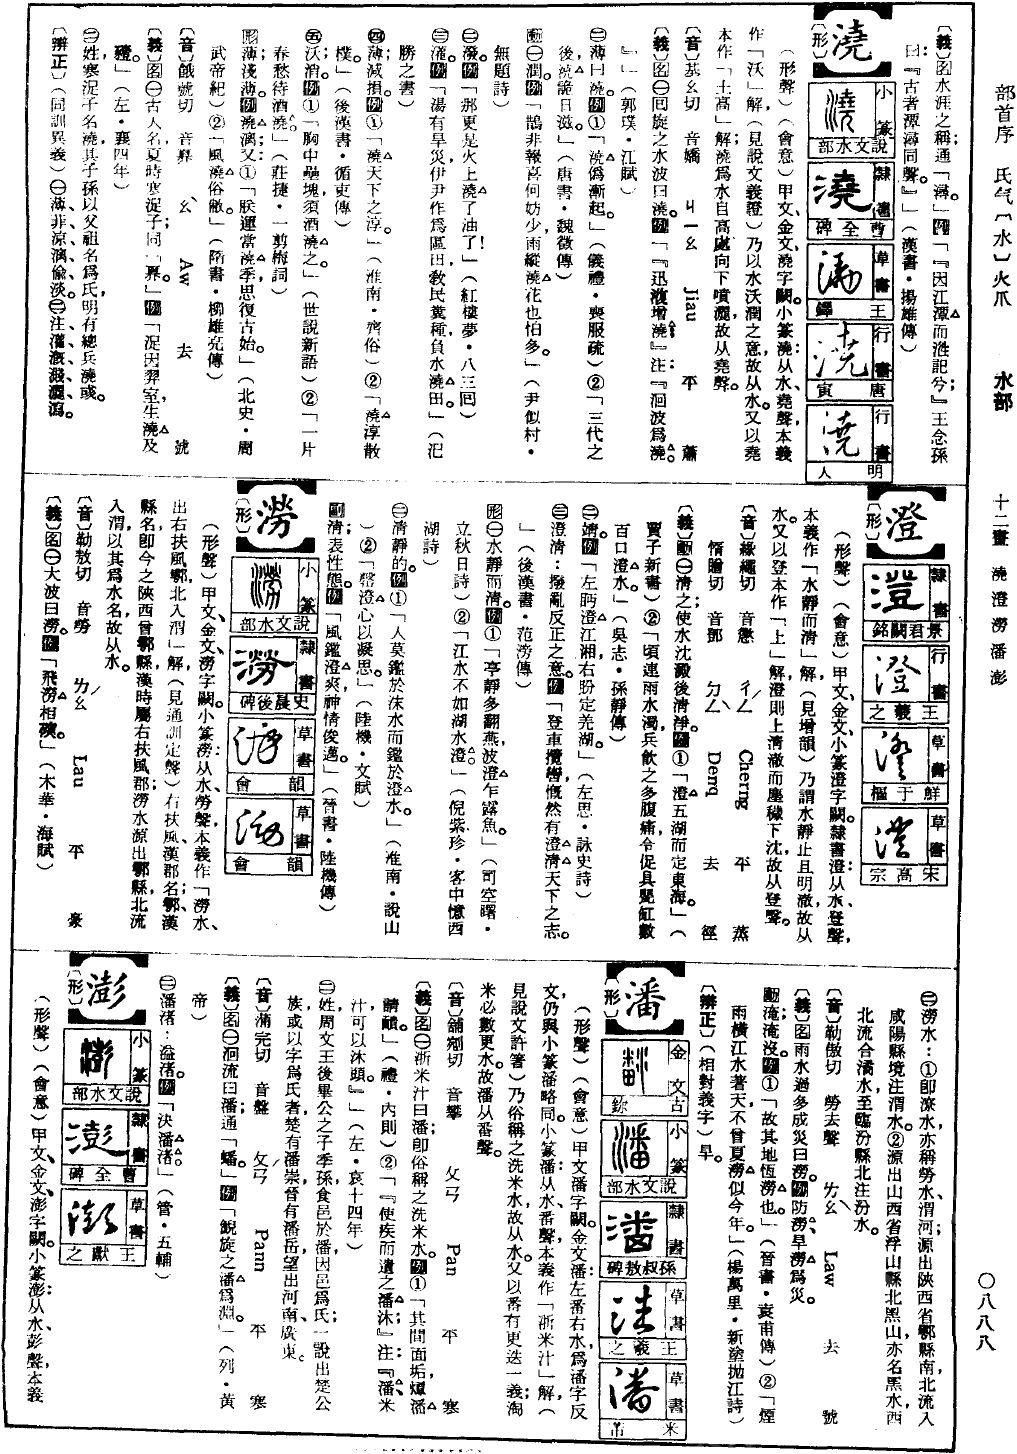 部首序 氏气〔水〕火爪 水部 十二畫 澆澄澇潘澎 〇八八八
〔義〕名水涯之稱通「潯。」例「『因江潭而㴒記兮』王念孫
曰『古者潭潯同聲。』」（漢書·揚雄傳）
澆
〔形〕
小篆 說文水部
隸書 曹全碑
草書 王鐸
行書 唐寅
行書 明人
（形聲）（會意）甲文、金文澆字闕。小篆澆：从水、堯聲本義
作「沃」解，（見說文義證）乃以水沃潤之意故从水又以堯
本作「土高」解澆爲水自高處向下噴灑故从堯聲。
〔音〕基幺切 音嬌 ㄐㄧㄠ Jiau 平 蕭
〔義〕名㊀回旋之水波曰澆。例「『迅澓增澆』注『洄波爲澆。』
』」（郭璞·江賦）
㊁薄曰澆。例①「澆僞漸起。」（儀禮·喪服疏）②「三代之
後澆詭日滋。」（唐書·魏徵傳）
動㊀潤。例「鵲非報喜何妨少雨縱澆花也怕多。」（尹似村·
無題詩）
㊁潑。例「那更是火上澆了油了！」（紅樓夢·八三回）
㊂灌。例「湯有旱災伊尹作爲區田敎民糞種負水澆田。」（氾
勝之書）
㊃薄減損。例①「澆天下之淳。」（淮南·齊俗）②「澆淳散
樸。」（後漢書·循吏傳）
㊄沃消。例①「胸中壘塊須酒澆之。」（世說新語）②「一片
春愁待酒澆。」（莊捷·一剪梅詞）
形薄；淺薄。例澆漓又：①「朕運當澆季思復古始。」（北史·周
武帝紀）②「風澆俗敝。」（隋書·柳雄亮傳）
〔音〕餓號切 音奡 ㄠˋ Aw 去 號
〔義〕名㊀古人名夏時寒浞子同「奡。」例「浞因羿室生澆及
豷。」（左·襄四年）
㊁姓寒浞子名澆其子孫以父祖名爲氏明有總兵澆彧。
〔辨正〕（同訓異義）㊀薄、菲、涼、漓、偸、淡。㊁注、灌、漑、潑、灑、瀉。
澄
〔形〕
隸書 景君闕銘
行書 王羲之
草書 鮮于樞
草書 宋高宗
（形聲）（會意）甲文、金文、小篆澄字闕。隸書澄：从水、登聲，
本義作「水靜而清」解，（見增韻）乃謂水靜止且明澈故从
水。又以登本作「上」解澄則上清澈而塵穢下沈故从登聲。
〔音〕緣繩切 音懲 ㄔㄥˊ Cherng 平 蒸
惰贈切 音鄧 ㄉㄥˋ Denq 去 徑
〔義〕動㊀清之使水沈澱後清淨。例①「澄五湖而定東海。」（
賈子新書）②「頃連雨水濁兵飲之多腹痛令促具甖缸數
百口澄水。」（吳志·孫靜傳）
㊁靖。例「左眄澄江湘右盼定羌湖。」（左思·詠史詩）
㊂澄清：撥亂反正之意。例「登車攬轡慨然有澄清天下之志。
」（後漢書·范滂傳）
形㊀水靜而清。例①「亭靜多翻燕波澄乍露魚。」（司空曙·
立秋日詩）②「江水不如湖水澄。」（倪紫珍·客中憶西
湖詩）
㊁清靜的。例①「人莫鑑於沬水而鑑於澄水。」（淮南·說山
）②「罄澄心以凝思。」（陸機·文賦）
副清；表性態。例「風鑑澄爽神情俊邁。」（晉書·陸機傳）
澇
〔形〕
小篆 說文水部
隸書 史晨後碑
草書 韻會
草書 韻會
（形聲）甲文、金文澇字闕。小篆澇：从水、勞聲本義作「澇水、
出右扶風鄠北入渭」解（見通訓定聲）右扶風、漢郡名；鄠、漢
縣名即今之陝西省鄠縣漢時屬右扶風郡澇水源出鄠縣北流
入渭以其爲水名故从水。
〔音〕勒敖切 音勞 ㄌㄠˊ Lau 平 豪
〔義〕名㊀大波曰澇。例「飛澇相磢。」（木華·海賦）
㊁澇水：①卽潦水亦稱勞水、渭河源出陝西省鄠縣南北流入
咸陽縣境注渭水。②源出山西省浮山縣北黑山亦名黑水西
北流合潏水至臨汾縣北注汾水。
〔音〕勒傲切 勞去聲 ㄌㄠˋ Law 去 號
〔義〕名雨水過多成災曰澇。例防澇旱澇爲災。
動淹；淹沒。例①「故其地恆澇也。」（晉書·袁甫傳）②「煙
雨橫江水著天不曾夏澇似今年。」（楊萬里·新塗拋江詩）
〔辨正〕（相對義字）旱。
潘
〔形〕
金文 古鉨
小篆 說文水部
隸書 孫叔敖碑
草書 王羲之
草書 米芾
（形聲）（會意）甲文潘字闕。金文潘：左番右水爲潘字反
文仍與小篆潘略同。小篆潘：从水、番聲本義作「淅米汁」解，（
見說文許箸）乃俗稱之洗米水故从水。又以番有更迭一義；淘
米必數更水。故潘从番聲。
〔音〕鋪剜切 音攀 ㄆㄢ Pan 平 寒
〔義〕名㊀淅米汁曰潘；卽俗稱之洗米水。例①「其間面垢燂潘
請靧。」（禮·內則）②「『使疾而遺之潘沐』注『潘、米
汁可以沐頭。』」（左·哀十四年）
㊁姓周文王後畢公之子季孫食邑於潘因邑爲氏；一說出楚公
族或以字爲氏者楚有潘崇晉有潘岳望出河南、廣東。
〔音〕蒲完切 音盤 ㄆㄢˊ Parn 平 寒
〔義〕名㊀洄流曰潘通「蟠。」例「鯢旋之潘爲淵。」（列·黃
帝）
㊁潘渚：溢渚。例「決潘渚。」（管·五輔）
澎
〔形〕
小篆 說文水部
隸書 曹全碑
草書 王獻之
（形聲）（會意）甲文、金文澎字闕。小篆澎：从水、彭聲，本義